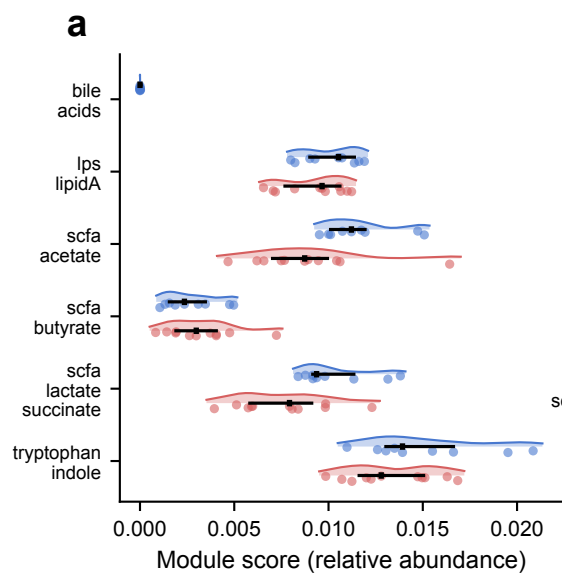 a
bile
acids
lps
lipidA
scfa
acetate
scfa
butyrate
scfa
lactate
succinate
tryptophan
indole
0.000 0.005 0.010 0.015 0.020
Module score (relative abundance)